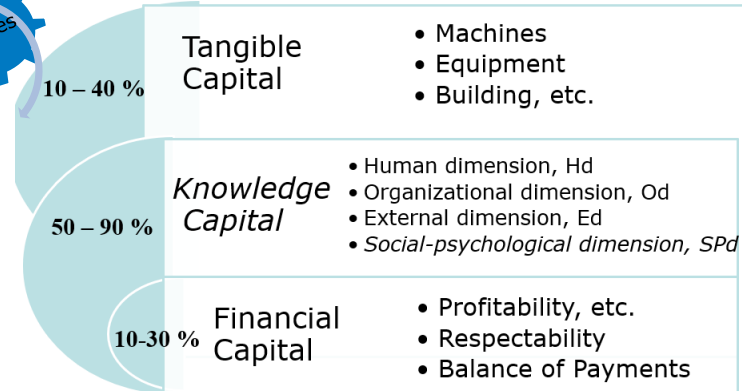 es
10 – 40 %
Tangible
Capital
• Machines
• Equipment
• Building, etc.
50 – 90 %
Knowledge
Capital
• Human dimension, Hd
• Organizational dimension, Od
• External dimension, Ed
• Social-psychological dimension, SPd
10-30 %
Financial
Capital
• Profitability, etc.
• Respectability
• Balance of Payments